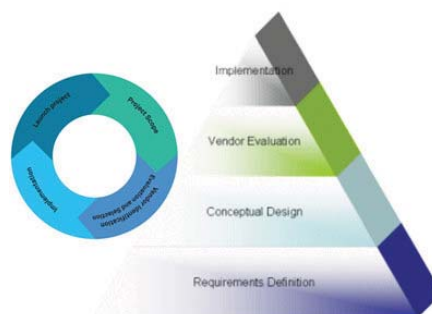 Launch project
Project Scope
Vendor Identification
Evaluation and Selection
Implementation
Implementation
Vendor Evaluation
Conceptual Design
Requirements Definition